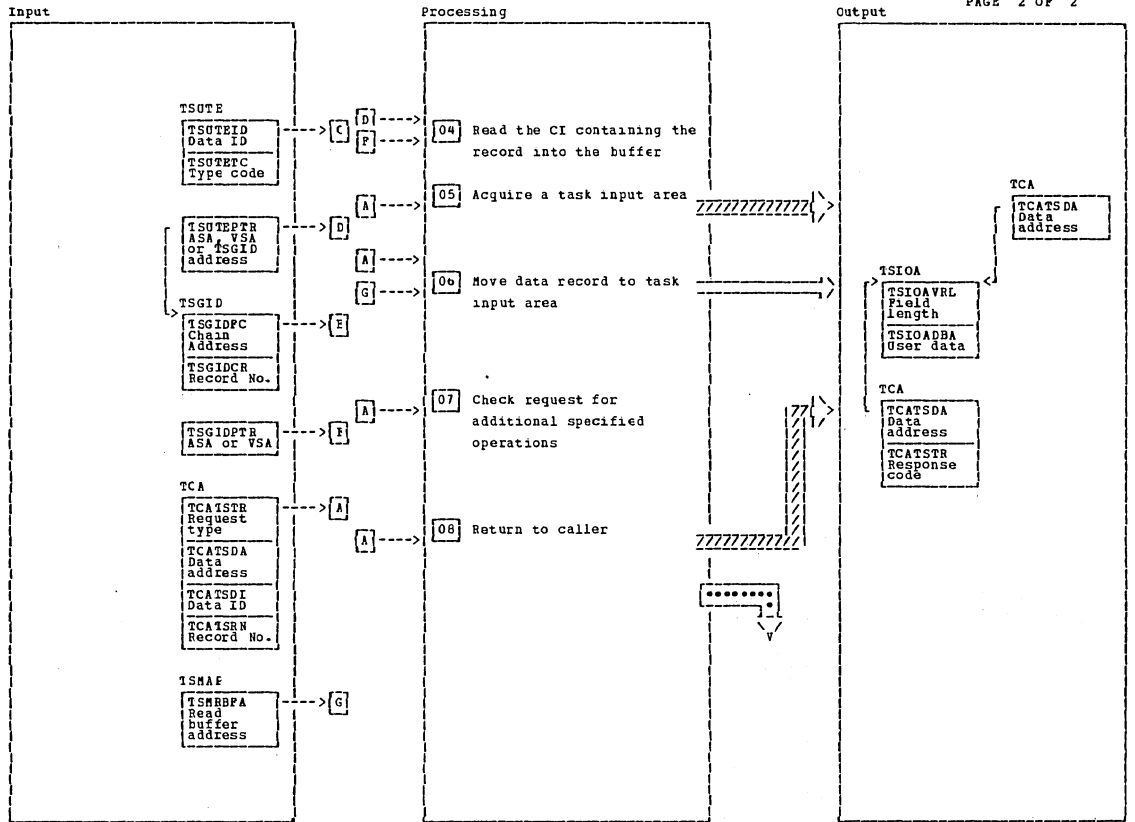 PAGE 2 OF 2
Input
Processing
Output
TSUTE
TSUTEID
Data ID
TSUTETC
Type code
C
D
F
04 Read the CI containing the
record into the buffer
A
05 Acquire a task input area
TCA
TCATSDA
Data
address
TSUTEPTR
ASA, VSA
or TSGID
address
D
A
G
06 Move data record to task
input area
TSIOA
TSIOAVRL
Field
length
TSIOADBA
User data
TSGID
TSGIDFC
Chain
Address
TSGIDCR
Record No.
E
A
07 Check request for
additional specified
operations
TCA
TCATSDA
Data
address
TCATSTR
Response
code
TSGIDPTR
ASA or VSA
F
TCA
TCATSTR
Request
type
TCATSDA
Data
address
TCATSDI
Data ID
TCATSRN
Record No.
A
A
08 Return to caller
V
TSMAP
TSMRBFA
Read
buffer
address
G